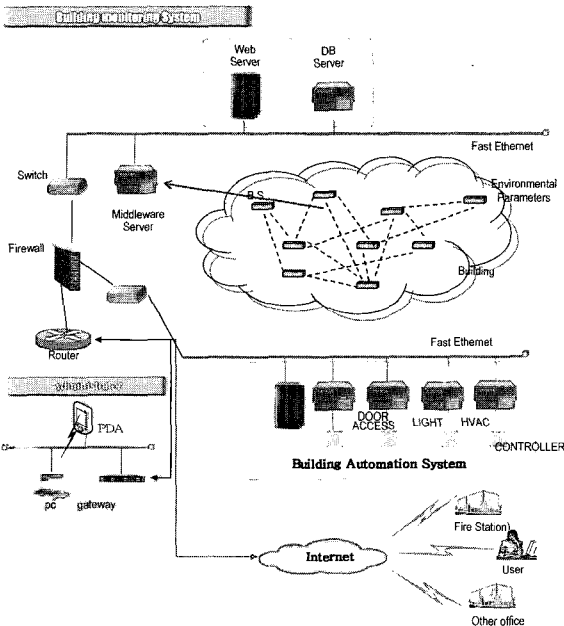 Building monitoring System
Web
Server
DB
Server
Fast Ethernet
Switch
Middleware
Server
B.S.
Environmental
Parameters
Firewall
Building
Router
Fast Ethernet
PDA
DOOR
ACCESS
LIGHT
HVAC
CONTROLLER
Building Automation System
pc
gateway
Internet
Fire Station)
User
Other office